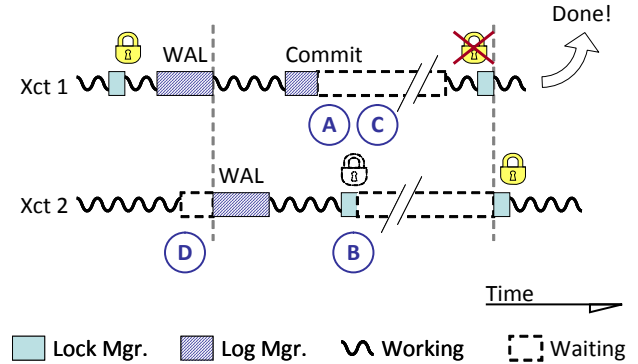 Done!
WAL
Commit
Xct 1
A
C
WAL
Xct 2
D
B
Time
Lock Mgr.
Log Mgr.
Working
Waiting